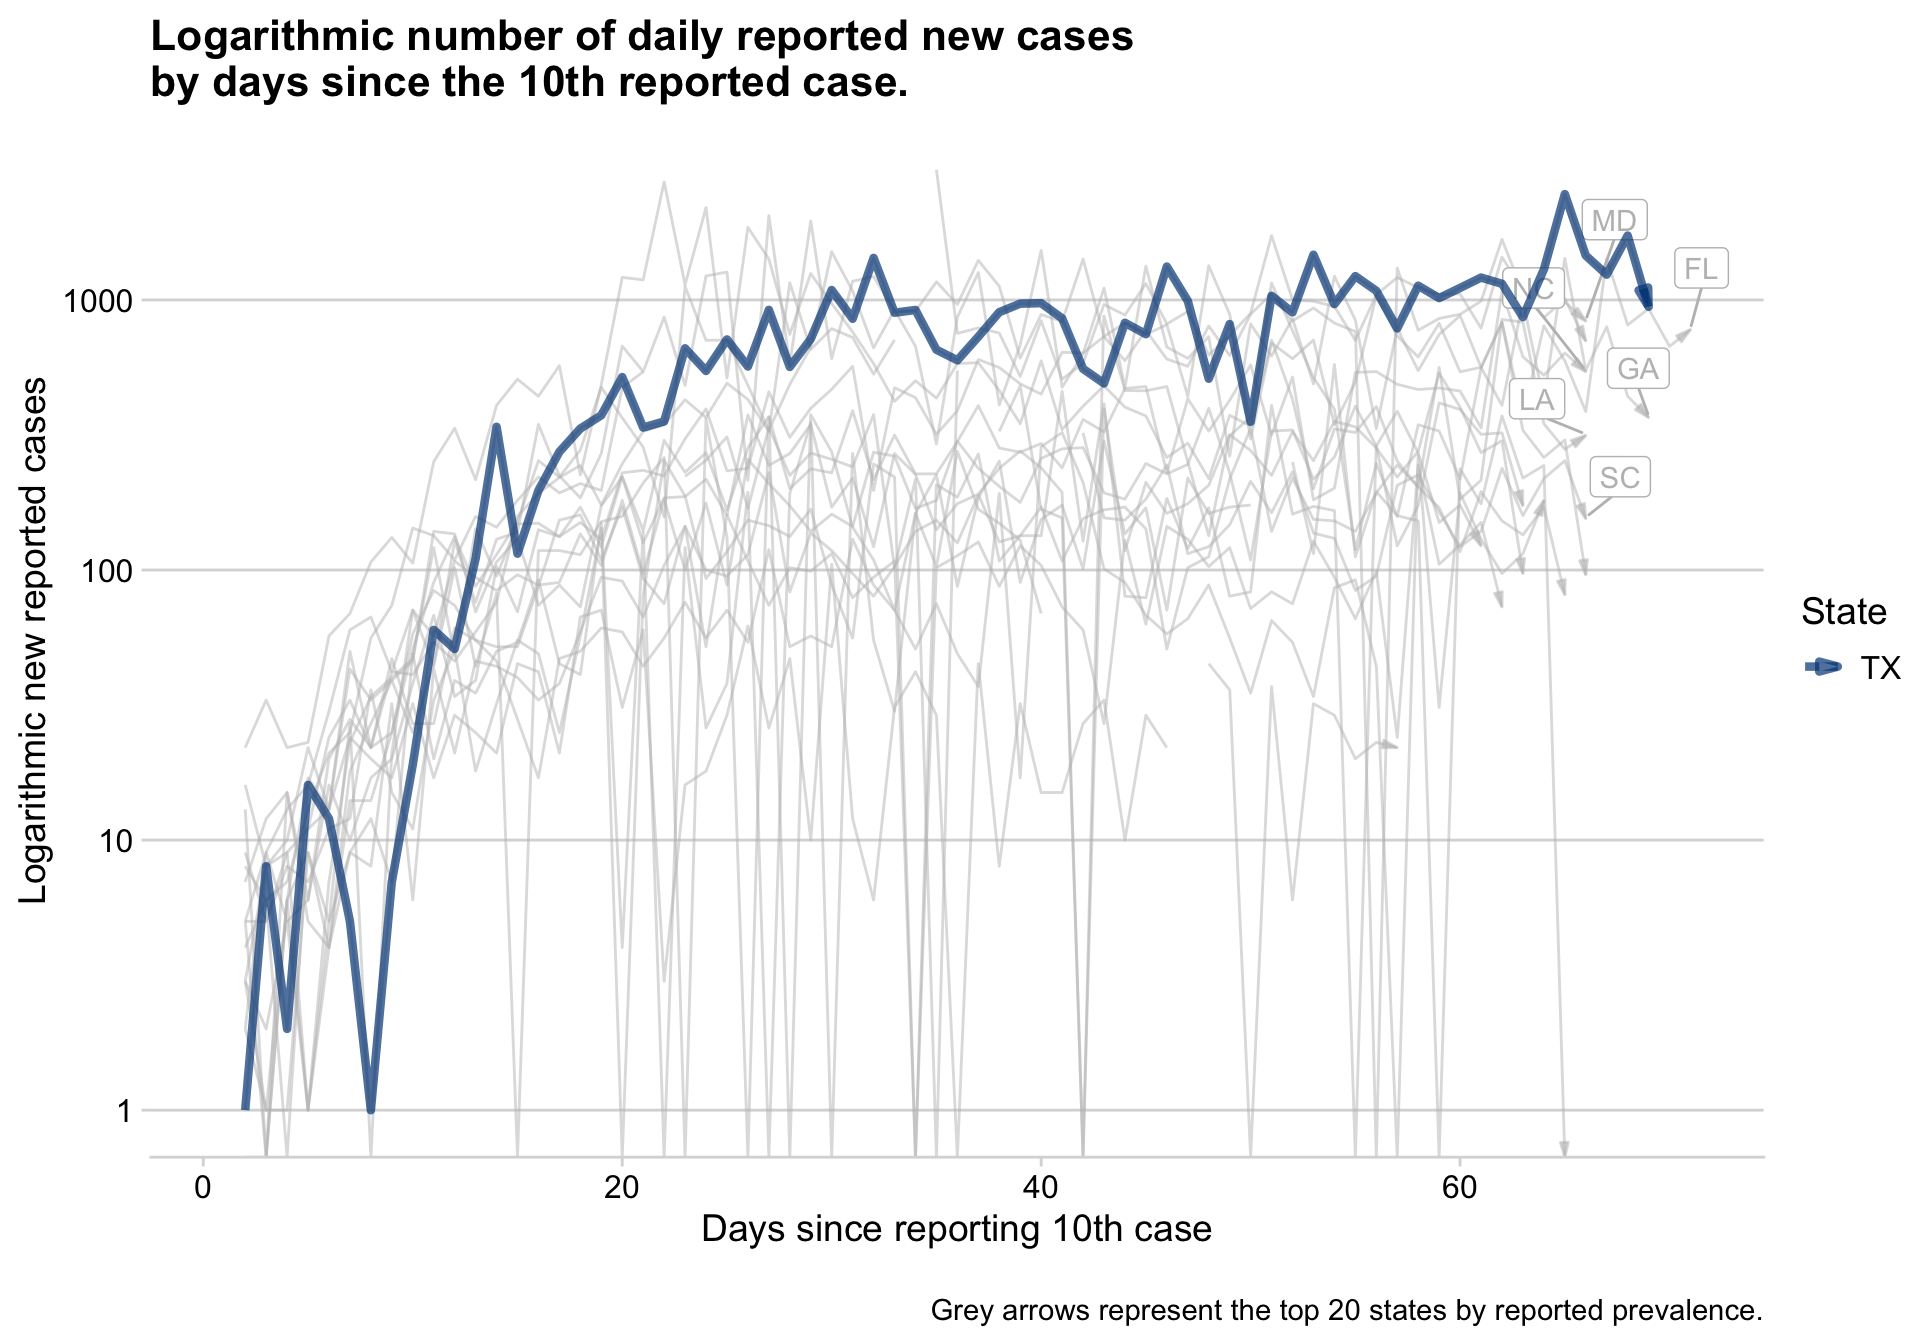 Logarithmic number of daily reported new cases
by days since the 10th reported case.
Logarithmic new reported cases
1000
100
10
1
MD
FL
NC
GA
LA
SC
State
TX
0
20
40
60
Days since reporting 10th case
Grey arrows represent the top 20 states by reported prevalence.